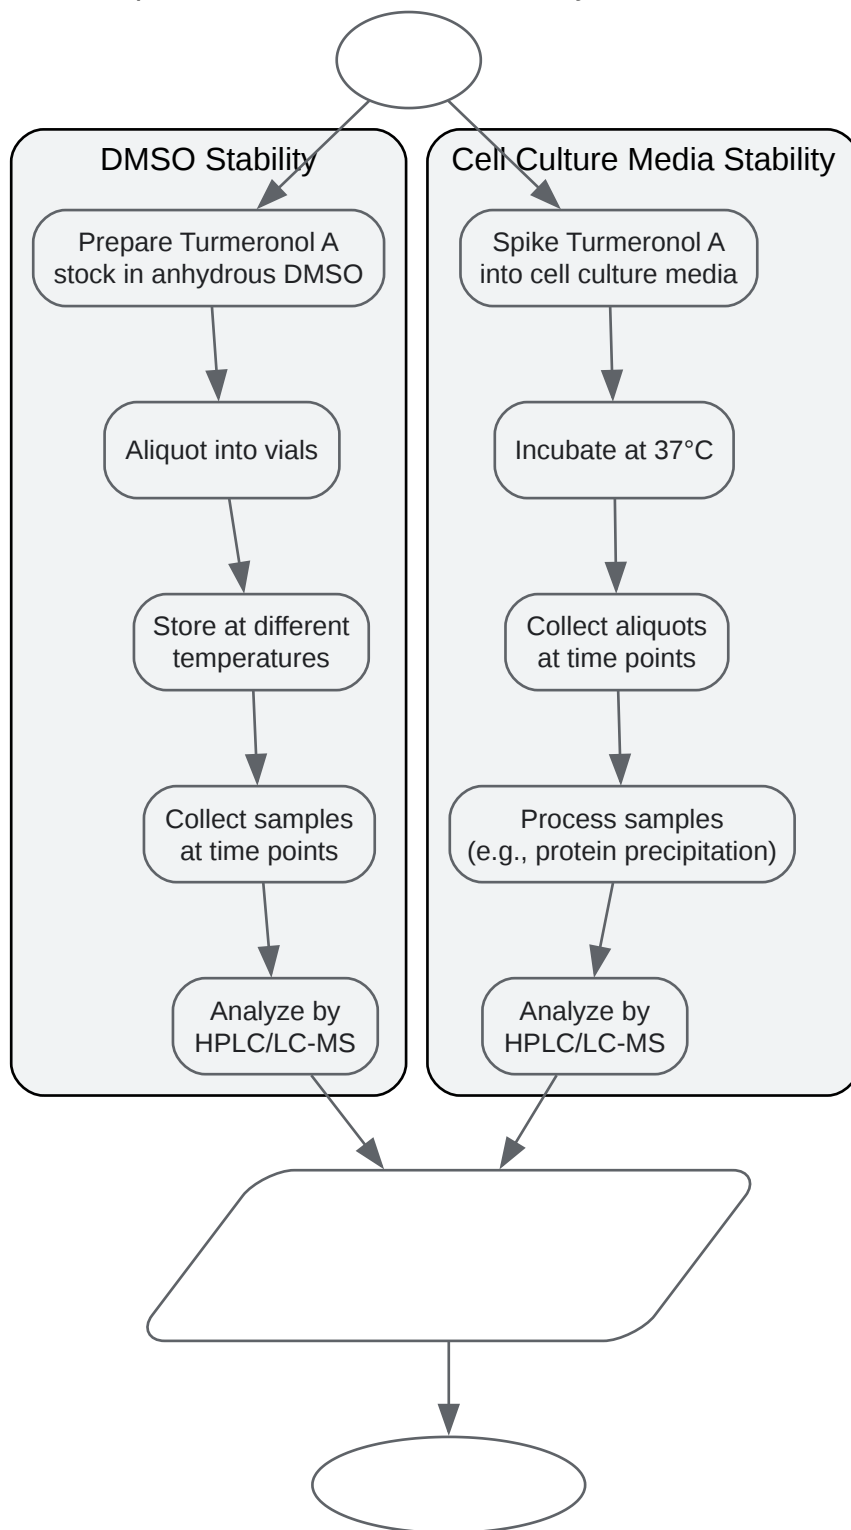 DMSO Stability
Prepare Turmeronol A
stock in anhydrous DMSO
Aliquot into vials
Store at different
temperatures
Collect samples
at time points
Analyze by
HPLC/LC-MS
Cell Culture Media Stability
Spike Turmeronol A
into cell culture media
Incubate at 37°C
Collect aliquots
at time points
Process samples
(e.g., protein precipitation)
Analyze by
HPLC/LC-MS